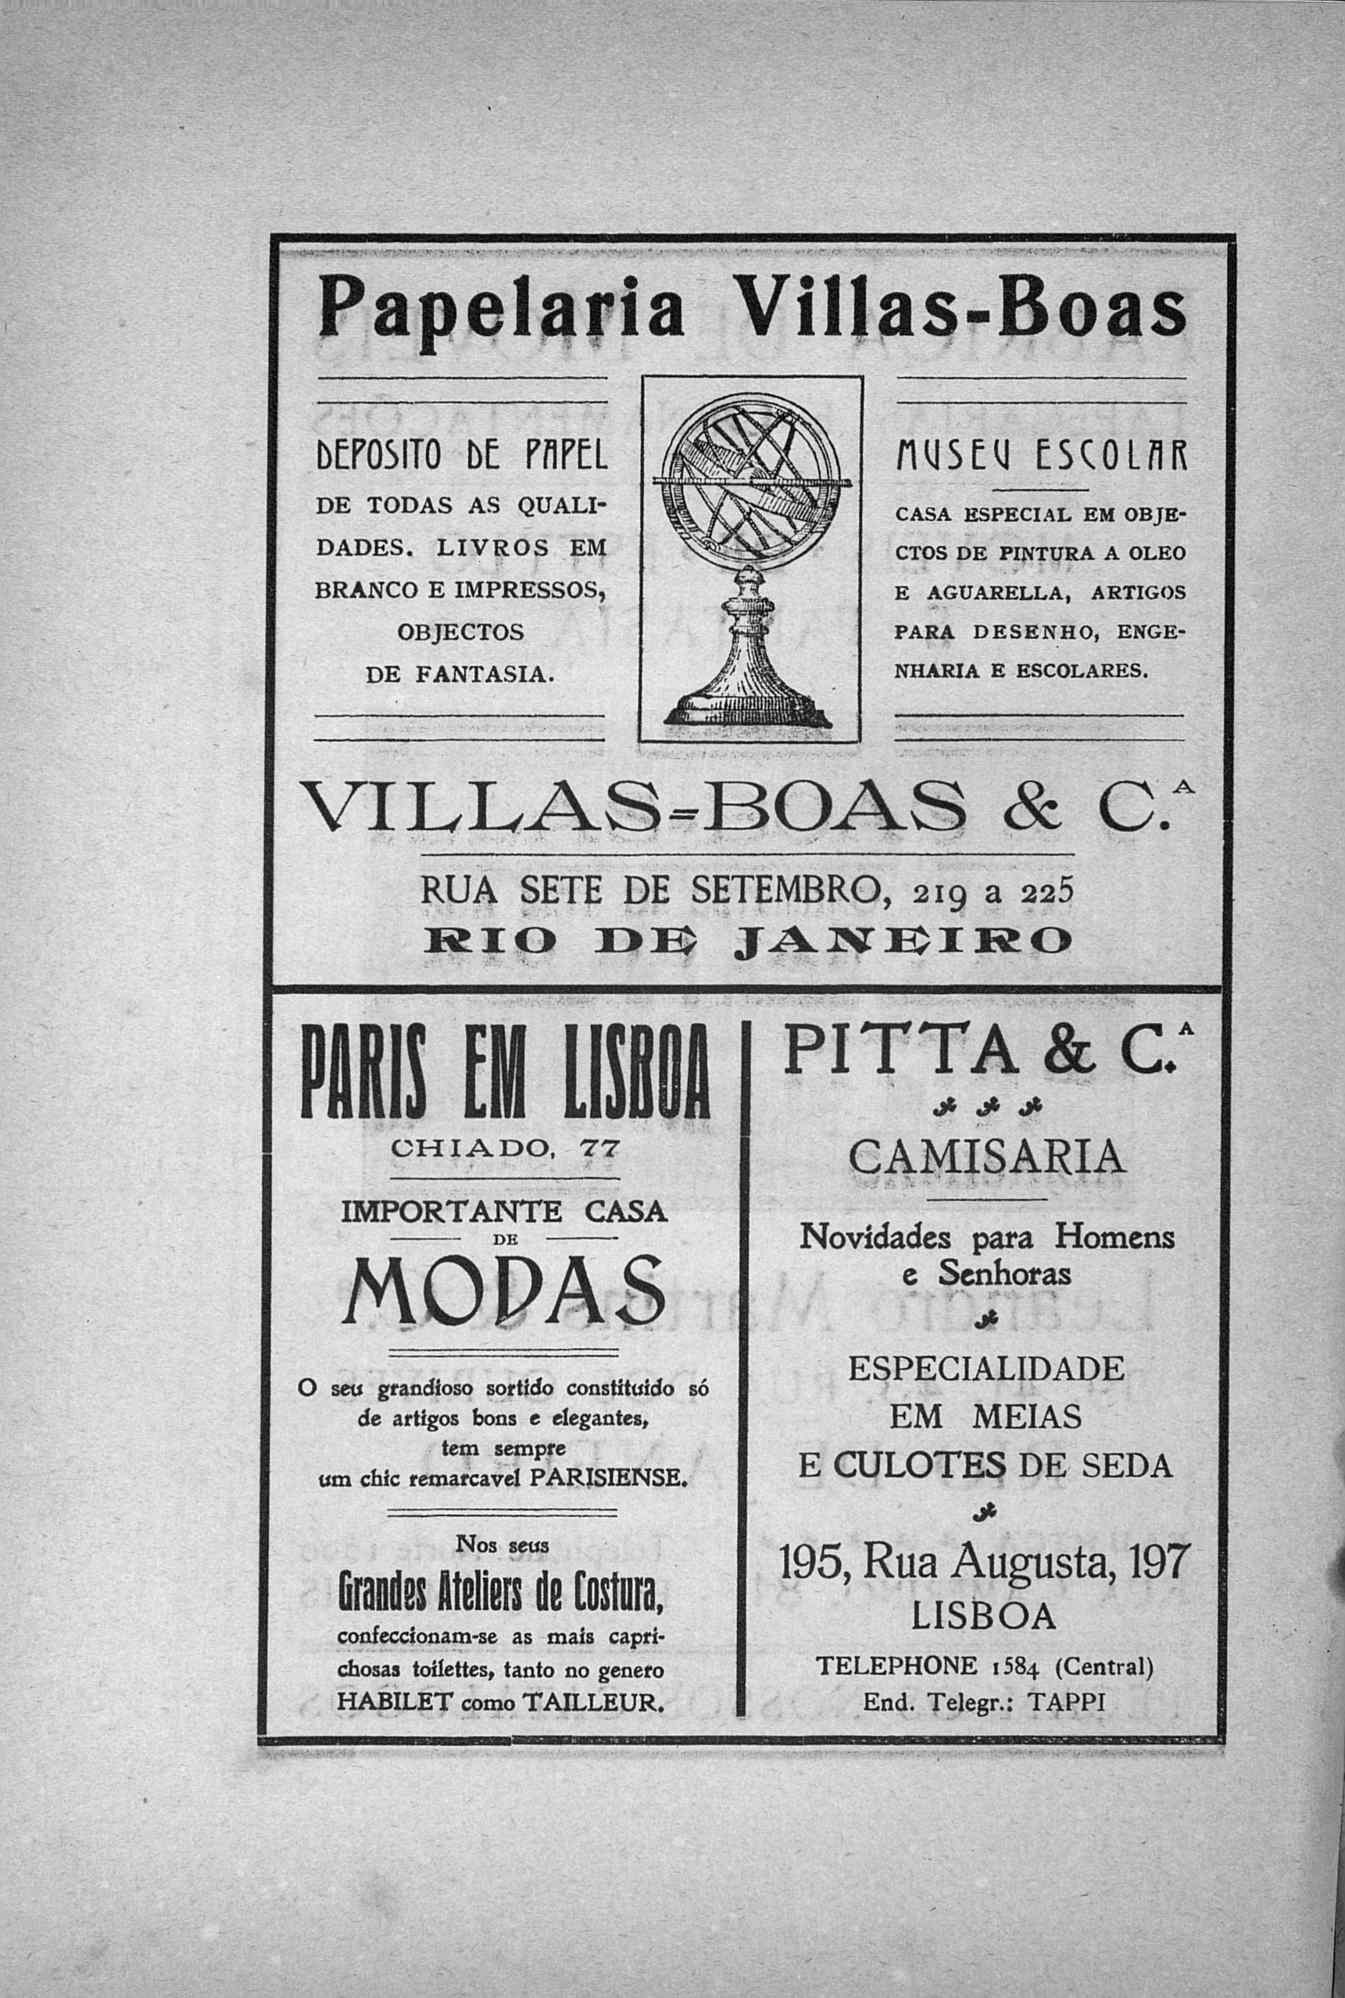 Papelaria Villas-Boas
DEPOSITO DE PAPEL
DE TODAS AS QUALI-
DADES. LIVROS EM
BRANCO E IMPRESSOS,
OBJECTOS
DE FANTASIA.
MUSEU ESCOLAR
CASA ESPECIAL EM OBJE-
CTOS DE PINTURA A OLEO
E AGUARELLA, ARTIGOS
PARA DESENHO, ENGE-
NHARIA E ESCOLARES.
VILLAS-BOAS & C.ᴬ
RUA SETE DE SETEMBRO, 219 a 225
RIO DE JANEIRO
PARIS EM LISBOA
CHIADO, 77
IMPORTANTE CASA
DE
MODAS
O seu grandioso sortido constituido só
de artigos bons e elegantes,
tem sempre
um chic remarcavel PARISIENSE.
Nos seus
Grandes Ateliers de Costura,
confeccionam-se as mais capri-
chosas toilettes, tanto no genero
HABILET como TAILLEUR.
PITTA & C.ᴬ
CAMISARIA
Novidades para Homens
e Senhoras
ESPECIALIDADE
EM MEIAS
E CULOTES DE SEDA
195, Rua Augusta, 197
LISBOA
TELEPHONE 1584 (Central)
End. Telegr.: TAPPI